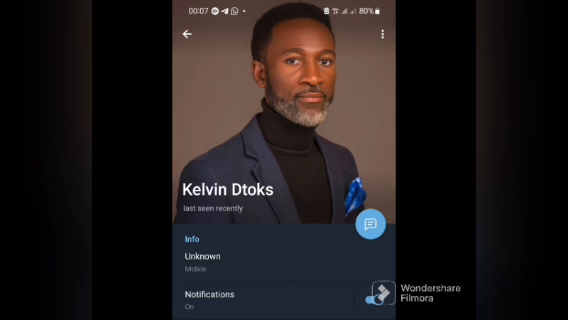 00:07
80%
Kelvin Dtoks
last seen recently
Info
Unknown
Mobile
Notifications
On
Wondershare
Filmora